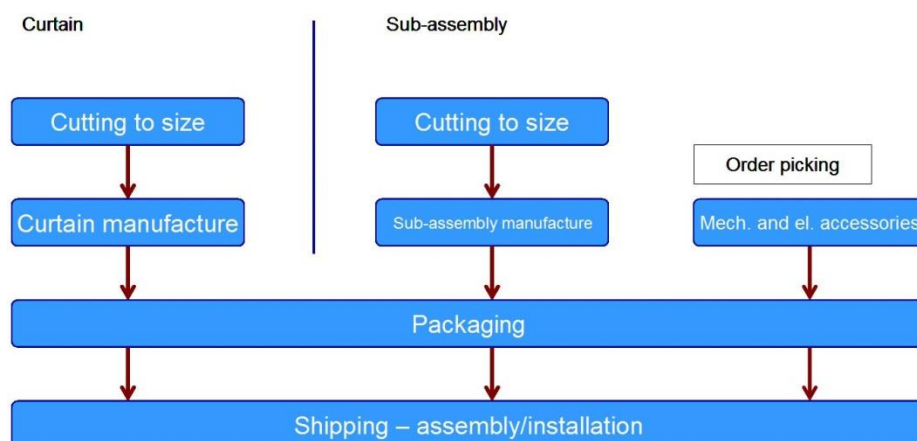 Curtain
Sub-assembly
Cutting to size
Cutting to size
Order picking
Curtain manufacture
Sub-assembly manufacture
Mech. and el. accessories
Packaging
Shipping – assembly/installation